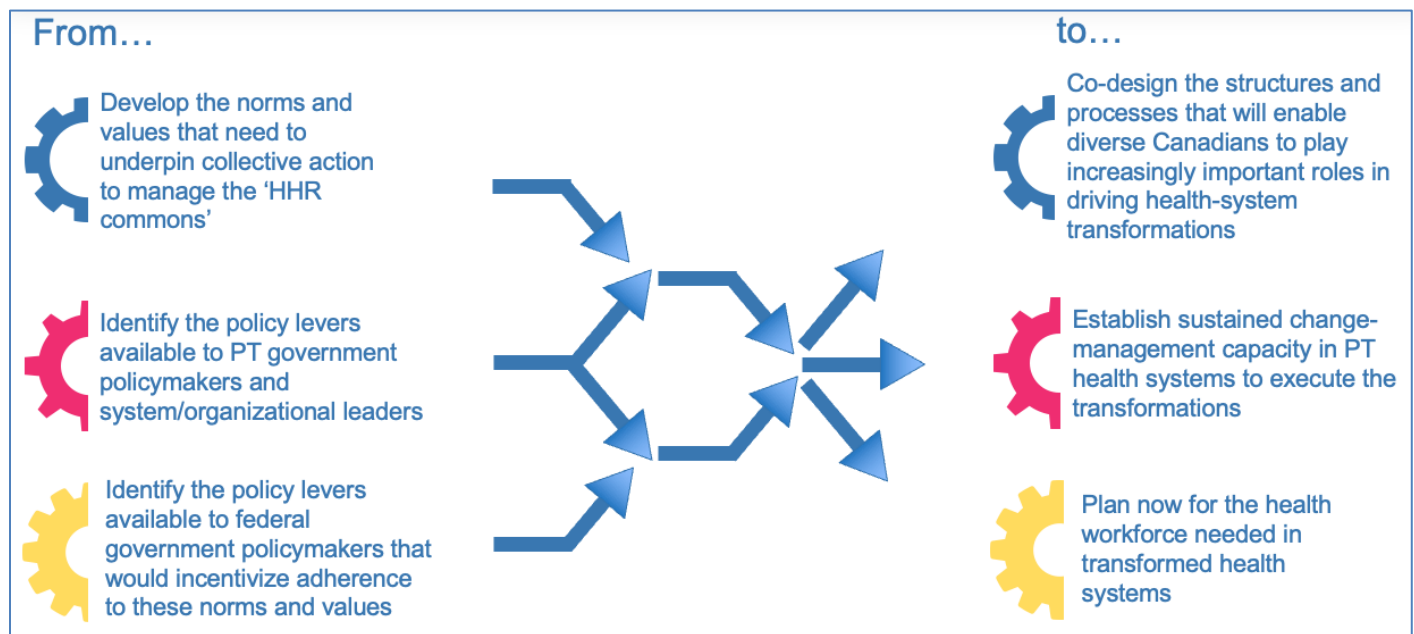 From…
Develop the norms and
values that need to
underpin collective action
to manage the ‘HHR
commons’
Identify the policy levers
available to PT government
policymakers and
system/organizational leaders
Identify the policy levers
available to federal
government policymakers that
would incentivize adherence
to these norms and values
to…
Co-design the structures and
processes that will enable
diverse Canadians to play
increasingly important roles in
driving health-system
transformations
Establish sustained change-
management capacity in PT
health systems to execute the
transformations
Plan now for the health
workforce needed in
transformed health
systems